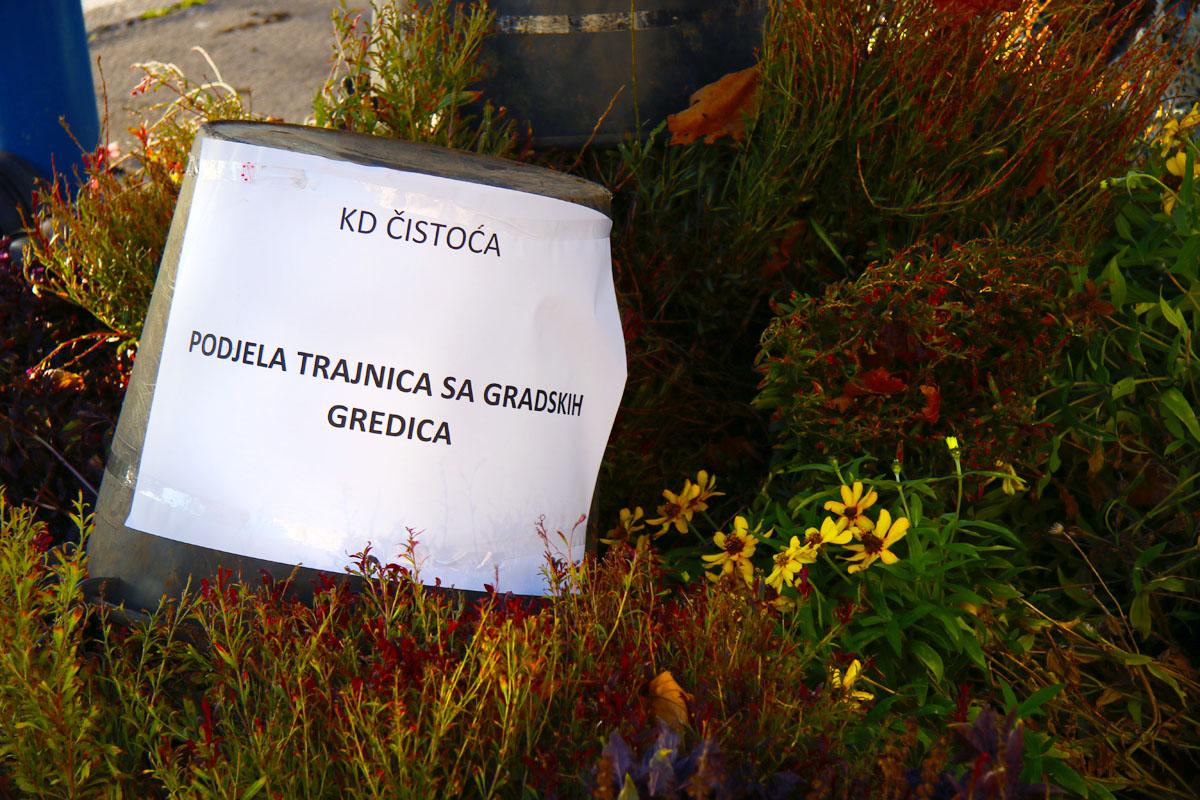 KD ČISTOĆA
PODJELA TRAJNICA SA GRADSKIH
GREDICA